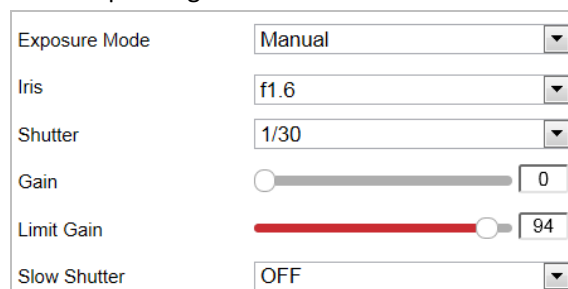 Exposure Mode Manual
Iris f1.6
Shutter 1/30
Gain 0
Limit Gain 94
Slow Shutter OFF